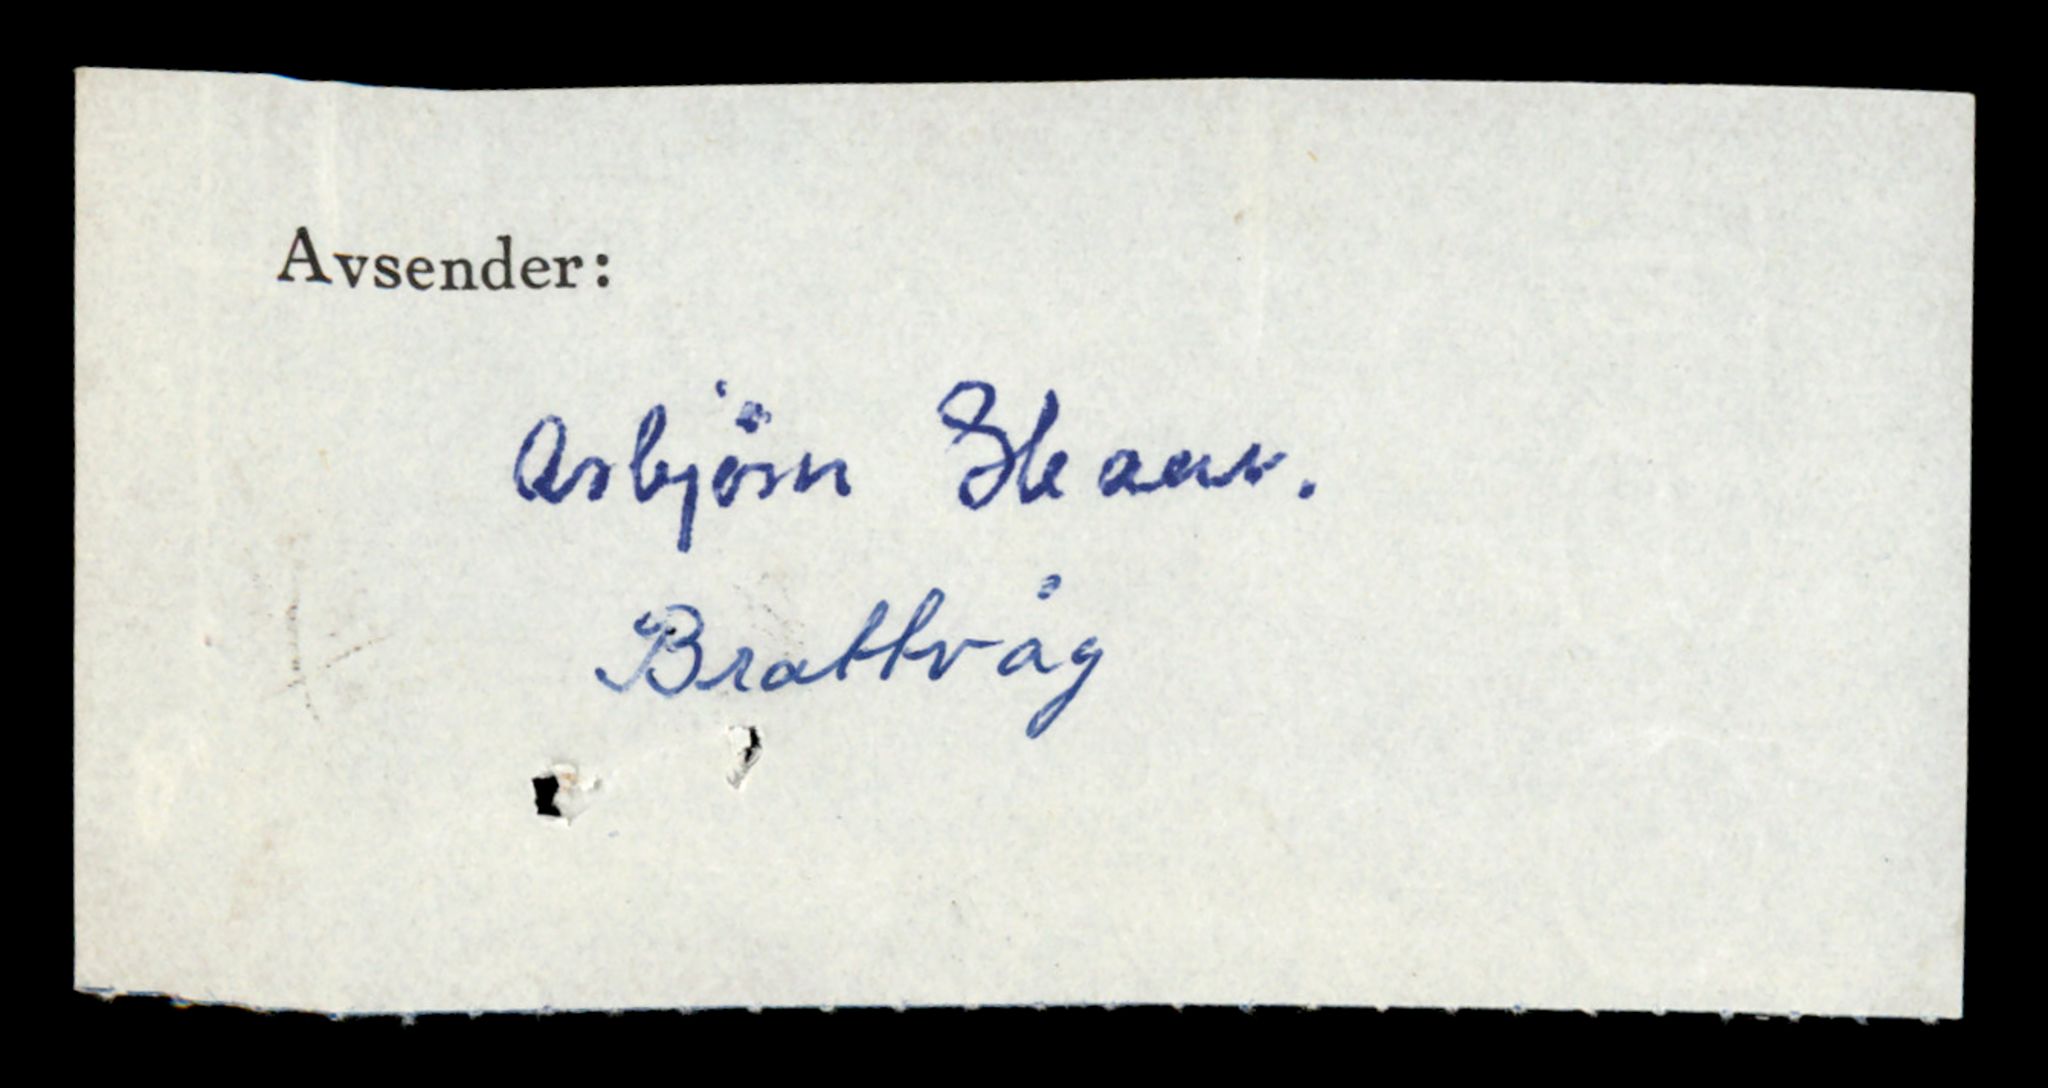 Avsender:
Asbjörn Skaar.
Brattvåg